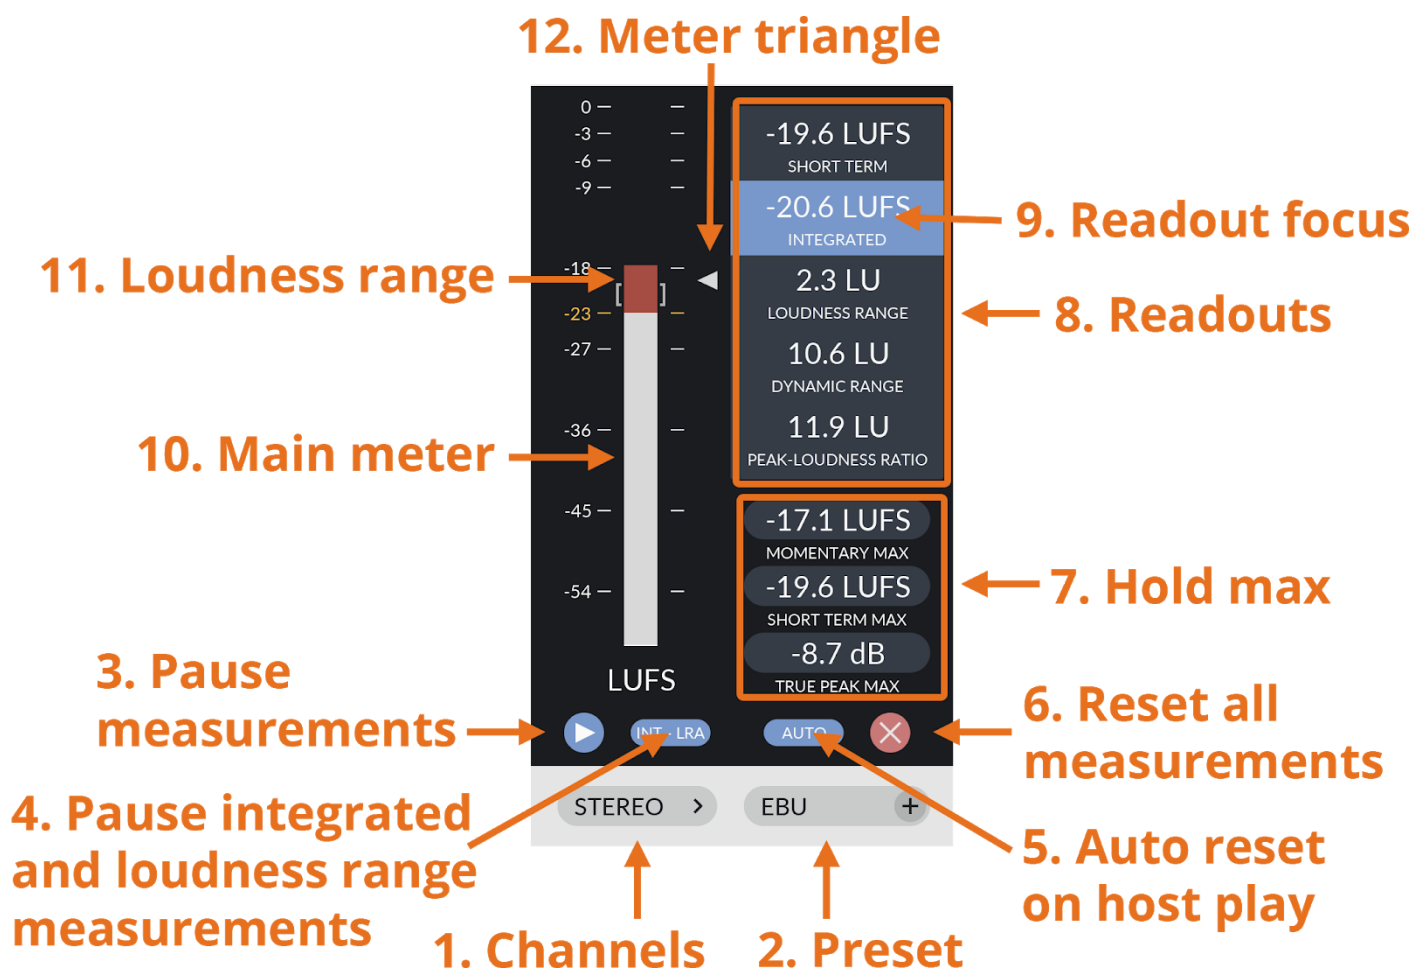 12. Meter triangle
0
-3
-6
-9
-18
-23
-27
-36
-45
-54
LUFS
-19.6 LUFS
SHORT TERM
-20.6 LUFS
INTEGRATED
2.3 LU
LOUDNESS RANGE
10.6 LU
DYNAMIC RANGE
11.9 LU
PEAK-LOUDNESS RATIO
-17.1 LUFS
MOMENTARY MAX
-19.6 LUFS
SHORT TERM MAX
-8.7 dB
TRUE PEAK MAX
INT · LRA
AUTO
STEREO >
EBU +
11. Loudness range
10. Main meter
3. Pause
measurements
4. Pause integrated
and loudness range
measurements
1. Channels
2. Preset
9. Readout focus
8. Readouts
7. Hold max
6. Reset all
measurements
5. Auto reset
on host play